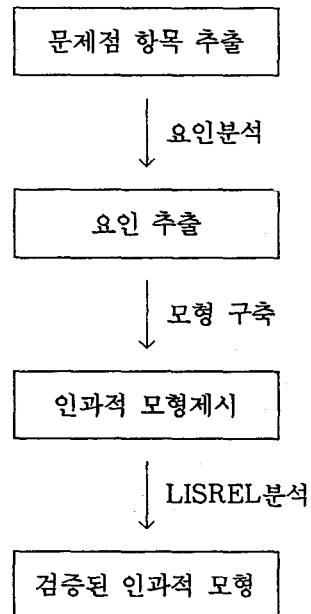 문제점 항목 추출
요인분석
요인 추출
모형 구축
인과적 모형제시
LISREL분석
검증된 인과적 모형